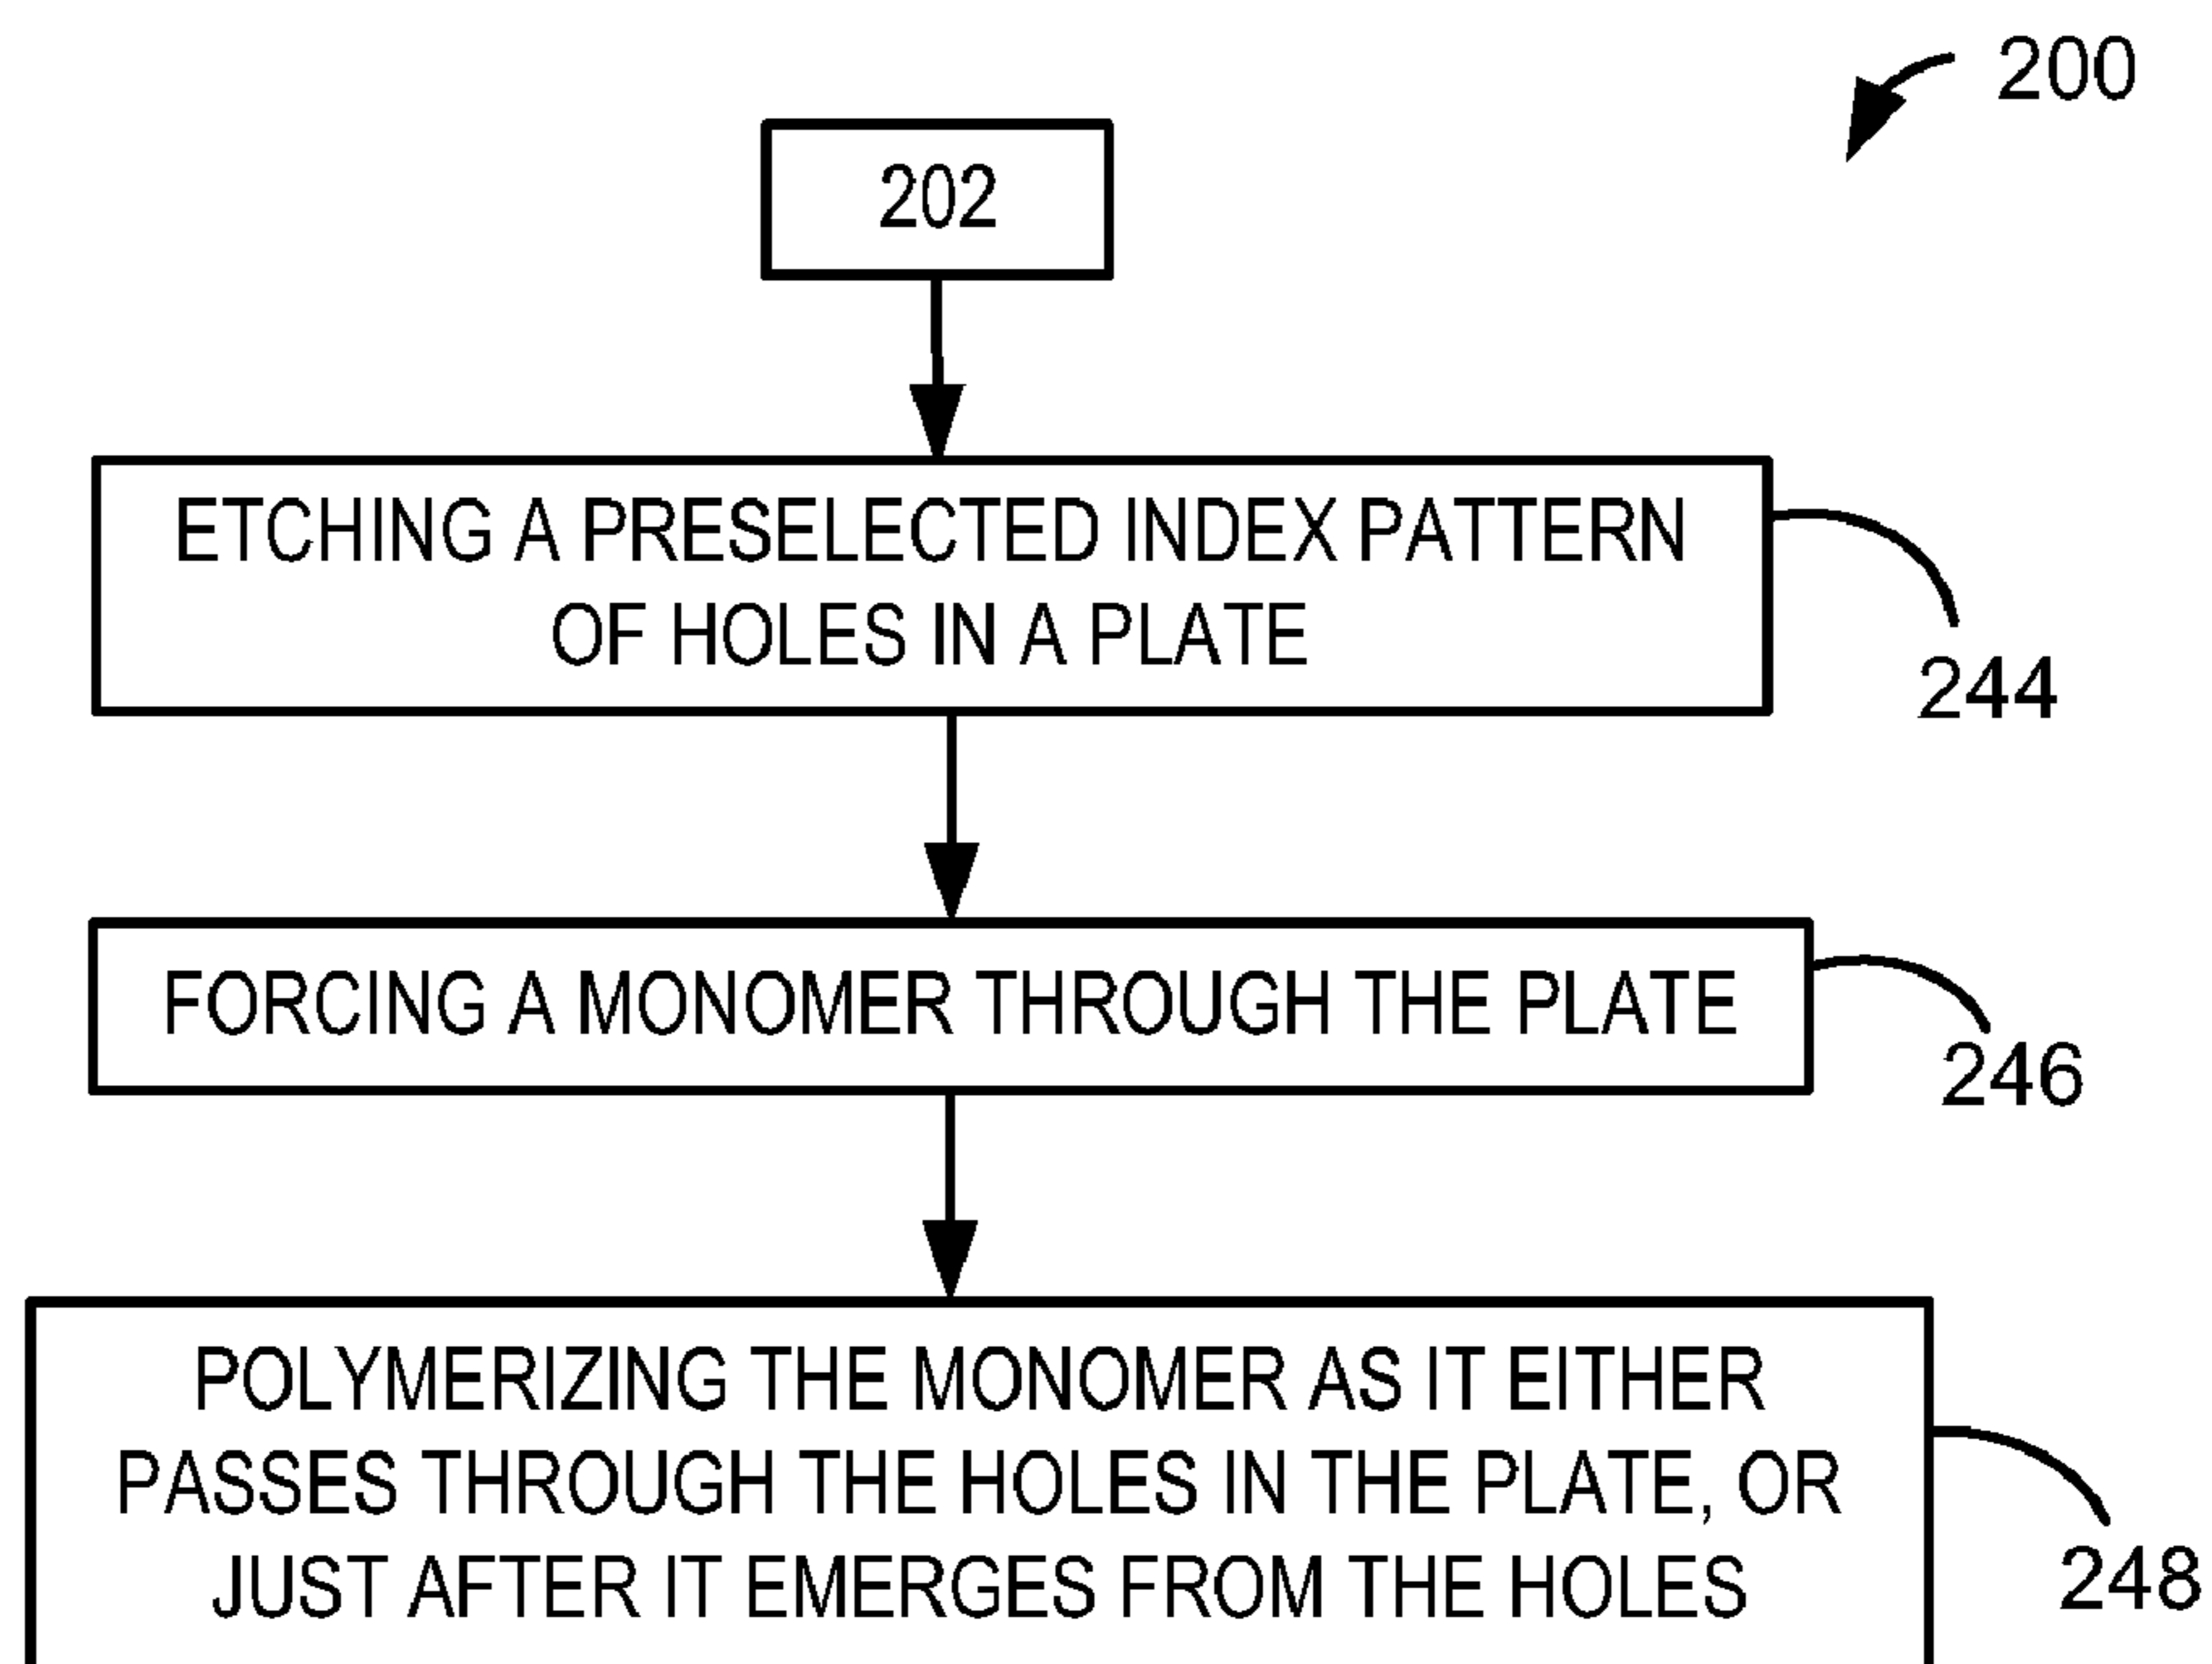 200
202
ETCHING A PRESELECTED INDEX PATTERN
OF HOLES IN A PLATE
244
FORCING A MONOMER THROUGH THE PLATE
246
POLYMERIZING THE MONOMER AS IT EITHER
PASSES THROUGH THE HOLES IN THE PLATE, OR
JUST AFTER IT EMERGES FROM THE HOLES
248